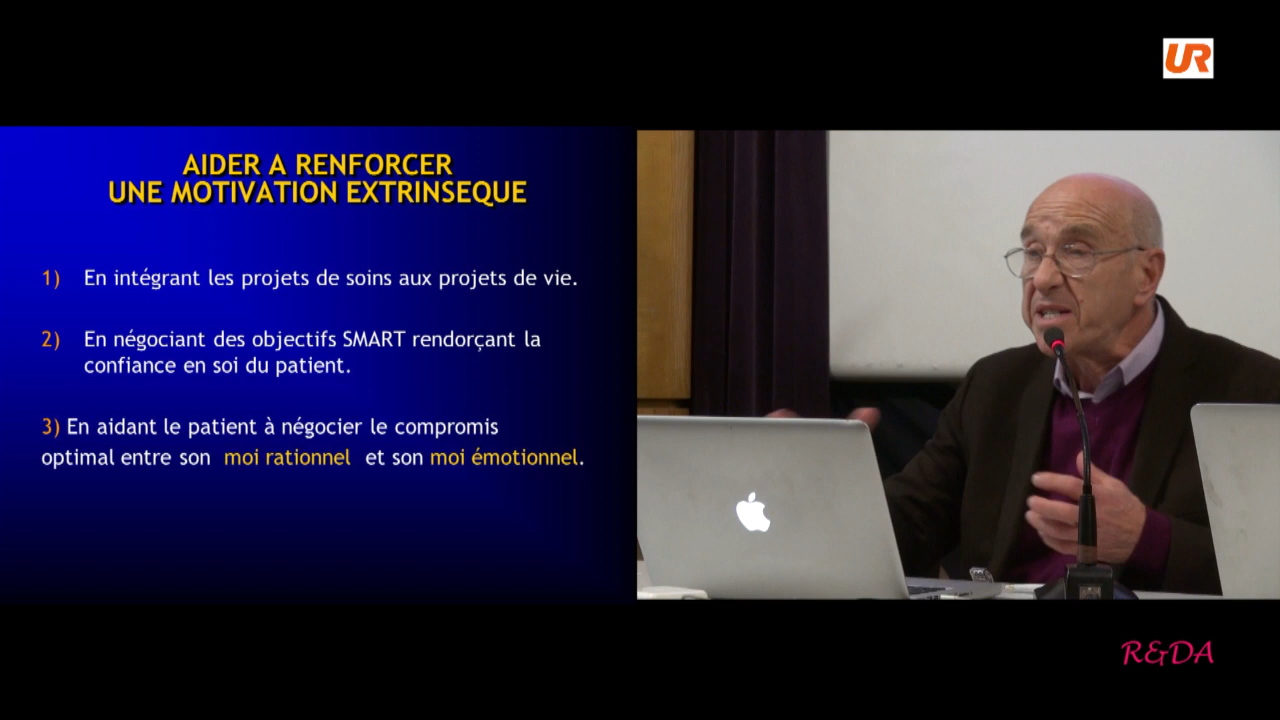 UR
AIDER A RENFORCER
UNE MOTIVATION EXTRINSEQUE
1) En intégrant les projets de soins aux projets de vie.
2) En négociant des objectifs SMART rendorçant la
confiance en soi du patient.
3) En aidant le patient à négocier le compromis
optimal entre son moi rationnel et son moi émotionnel.
R&DA